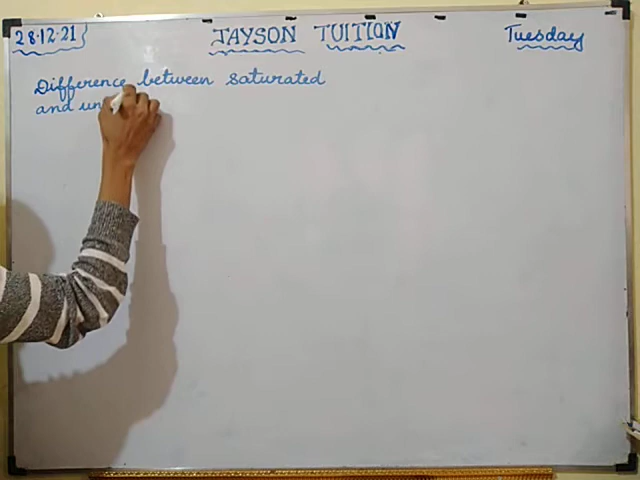 28.12.21 JAYSON TUITION Tuesday
Difference between saturated
and un